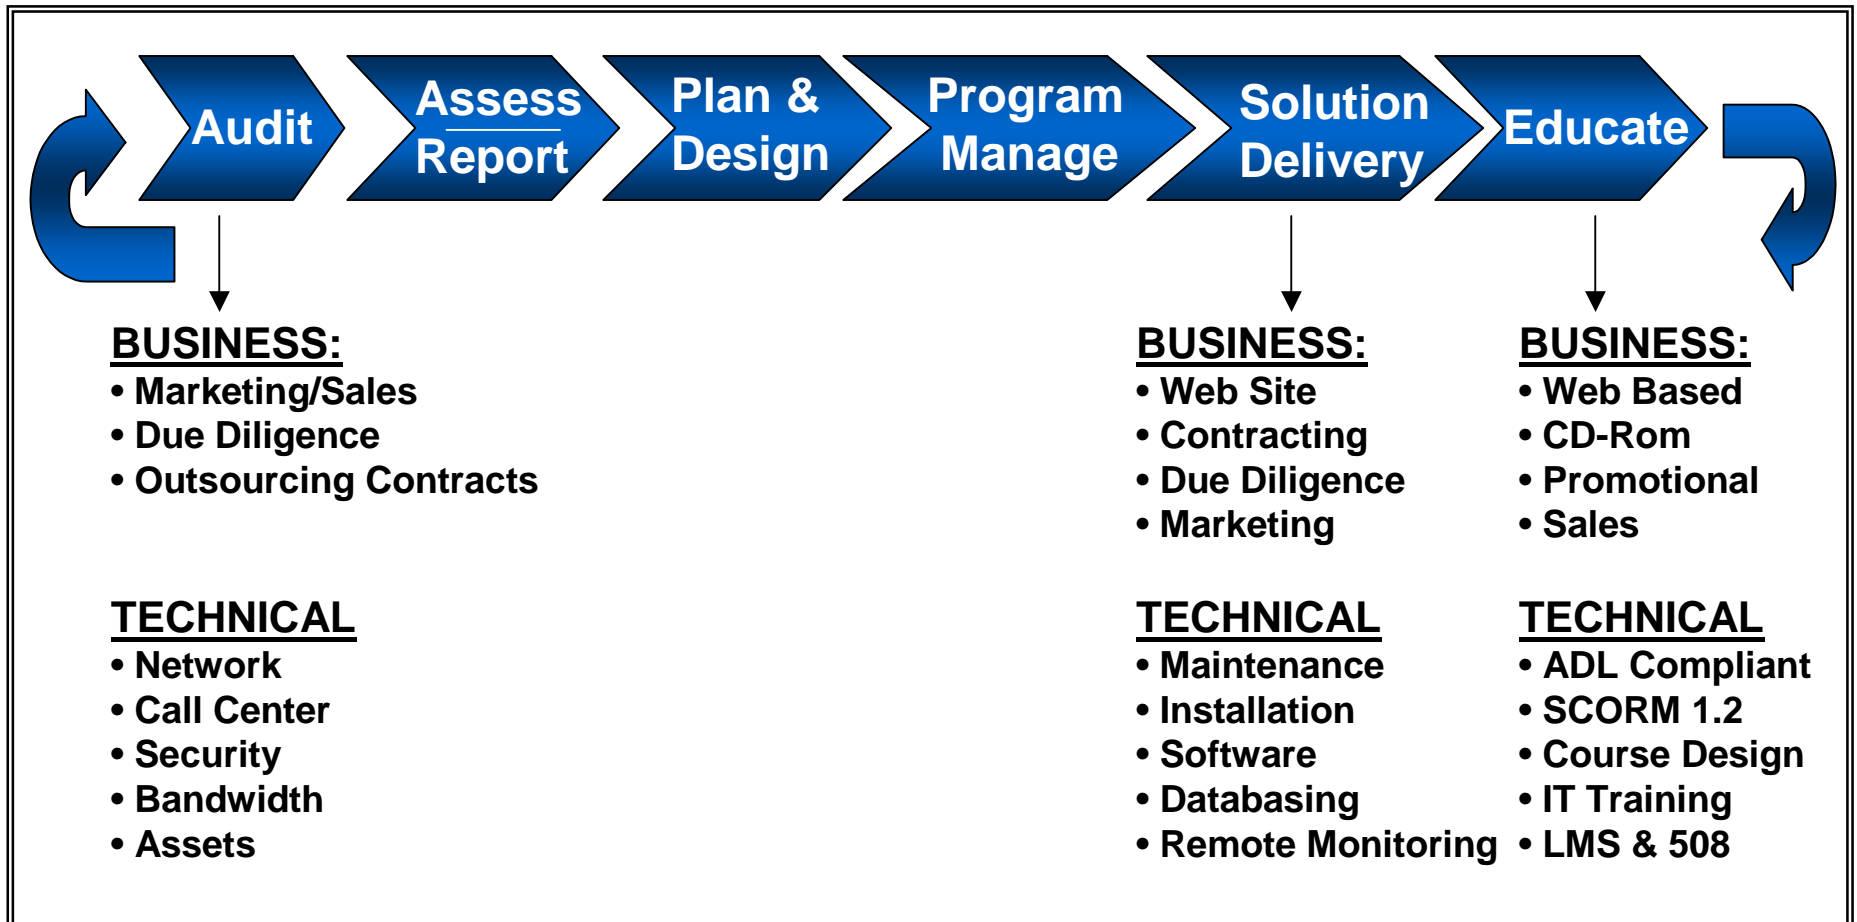 Audit
Assess
Report
Plan &
Design
Program
Manage
Solution
Delivery
Educate
BUSINESS:
• Marketing/Sales
• Due Diligence
• Outsourcing Contracts
TECHNICAL
• Network
• Call Center
• Security
• Bandwidth
• Assets
BUSINESS:
• Web Site
• Contracting
• Due Diligence
• Marketing
TECHNICAL
• Maintenance
• Installation
• Software
• Databasing
• Remote Monitoring
BUSINESS:
• Web Based
• CD-Rom
• Promotional
• Sales
TECHNICAL
• ADL Compliant
• SCORM 1.2
• Course Design
• IT Training
• LMS & 508